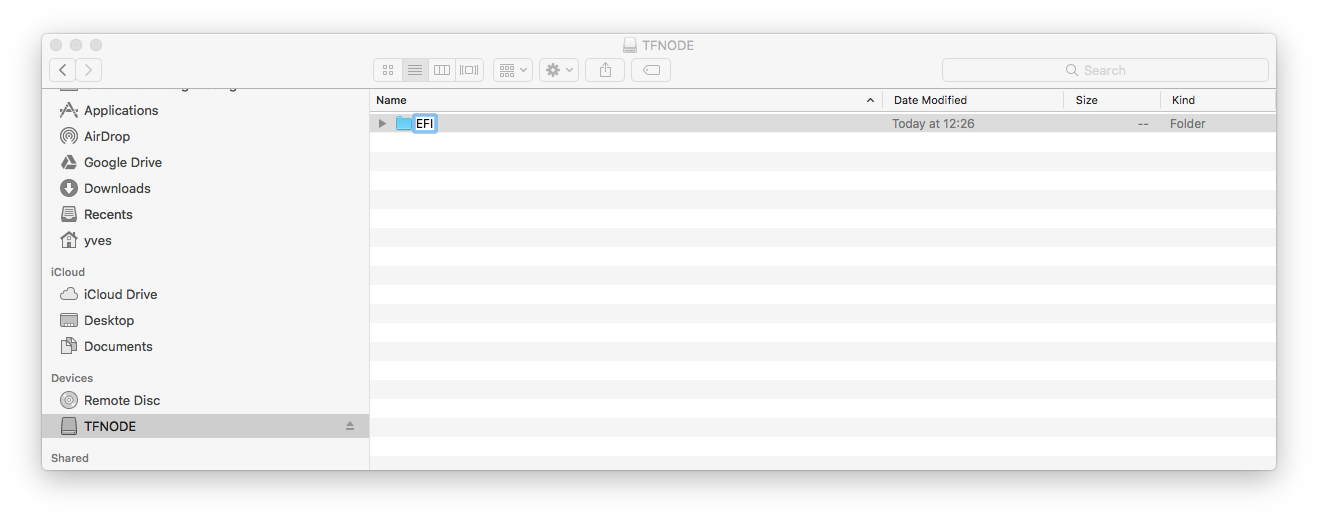 TFNODE
Search
Applications
AirDrop
Google Drive
Downloads
Recents
yves
iCloud
iCloud Drive
Desktop
Documents
Devices
Remote Disc
TFNODE
Shared
Name Date Modified Size Kind
EFI Today at 12:26 -- Folder